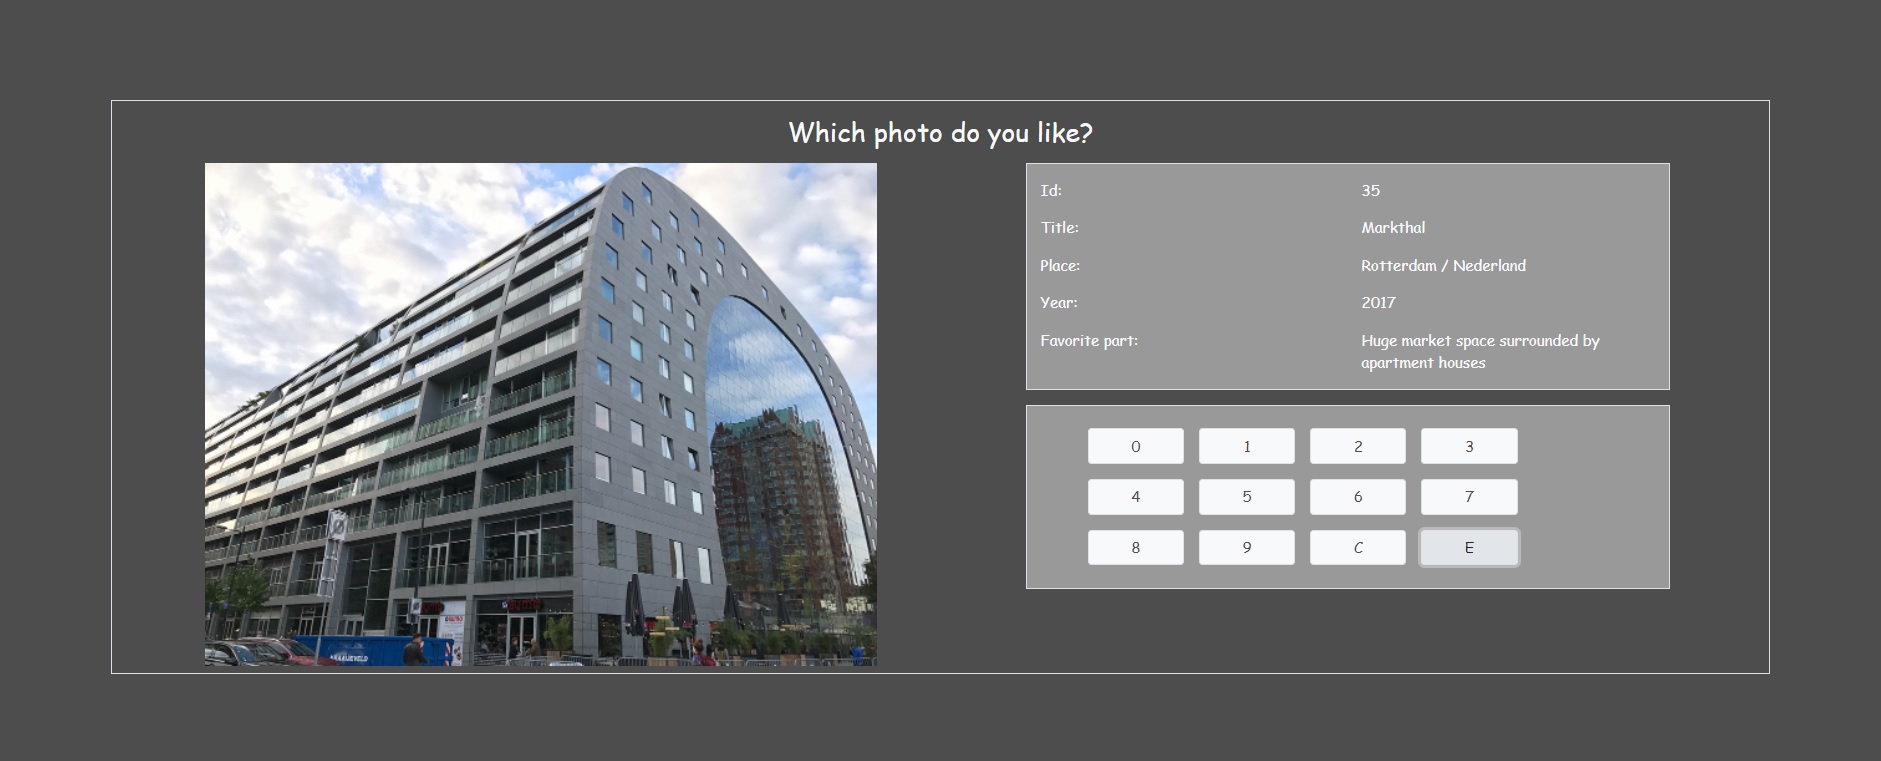 Which photo do you like?
Id: 35
Title: Markthal
Place: Rotterdam / Nederland
Year: 2017
Favorite part: Huge market space surrounded by
apartment houses
0 1 2 3
4 5 6 7
8 9 C E